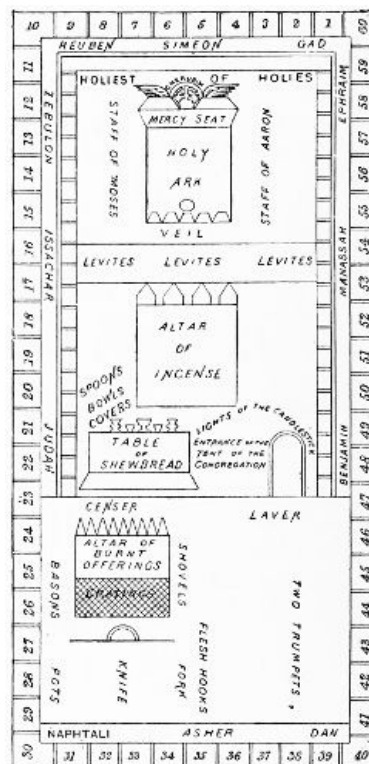 10 9 8 7 6 5 4 3 2 1 60
REUBEN SIMEON GAD
11 59
HOLIEST OF HOLIES
12 58
ZEBULON
EPHRAIM
MERCY SEAT
STAFF OF MOSES
STAFF OF AARON
13 57
HOLY
14 56
ARK
15 55
VEIL
16 54
ISSACHAR
MANASSAH
LEVITES LEVITES LEVITES
17 53
18 52
ALTAR
19 OF 51
INCENSE
20 50
SPOONS
BOWLS
COVERS
LIGHTS OF THE CANDLESTICK
21 49
JUDAH
BENJAMIN
TABLE
OF
SHEWBREAD
ENTRANCE OF THE
TENT OF THE
CONGREGATION
22 48
23 47
CENSER
LAVER
24 46
ALTAR OF
BURNT
OFFERINGS
25 45
GRATINGS
26 44
BASONS
SHOVELS
27 43
TWO TRUMPETS,
28 42
POTS
KNIFE
FORK
FLESH HOOKS
29 41
NAPHTALI ASHER DAN
30 31 32 33 34 35 36 37 38 39 40